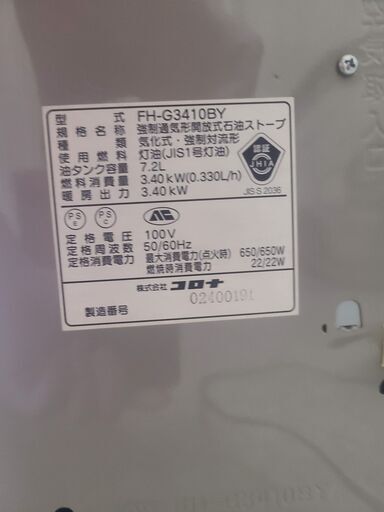 型式 FH-G3410BY
規格名称 強制通気形開放式石油ストーブ
種類 気化式・強制対流形
使用燃料 灯油(JIS1号灯油)
油タンク容量 7.2L
燃料消費量 3.40kW(0.330L/h)
暖房出力 3.40kW
認証
JHIA
JIS S 2036
PS E
PS C
定格電圧 100V
定格周波数 50/60Hz
定格消費電力 最大消費電力(点火時) 650/650W
燃焼時消費電力 22/22W
株式会社 コロナ
製造番号 02400191